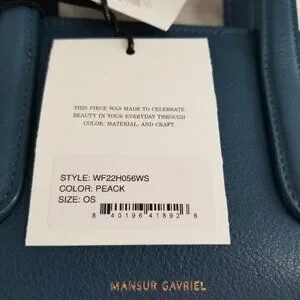 THIS PIECE WAS MADE TO CELEBRATE
BEAUTY IN YOUR EVERYDAY THROUGH
COLOR, MATERIAL, AND CRAFT.
STYLE: WF22H056WS
COLOR: PEACK
SIZE: OS
8 40196 41892 6
MANSUR GAVRIEL